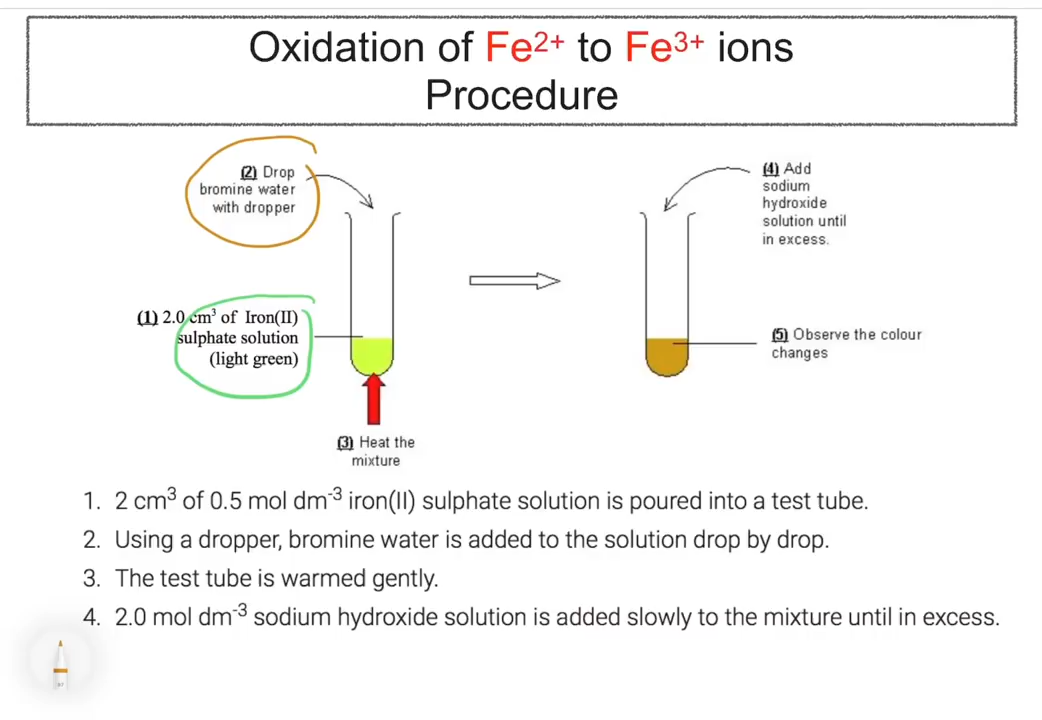 Oxidation of Fe2+ to Fe3+ ions
Procedure
(2) Drop
bromine water
with dropper
(4) Add
sodium
hydroxide
solution until
in excess.
(1) 2.0 cm³ of Iron(II)
sulphate solution
(light green)
(5) Observe the colour
changes
(3) Heat the
mixture
1. 2 cm³ of 0.5 mol dm-3 iron(II) sulphate solution is poured into a test tube.
2. Using a dropper, bromine water is added to the solution drop by drop.
3. The test tube is warmed gently.
4. 2.0 mol dm-3 sodium hydroxide solution is added slowly to the mixture until in excess.